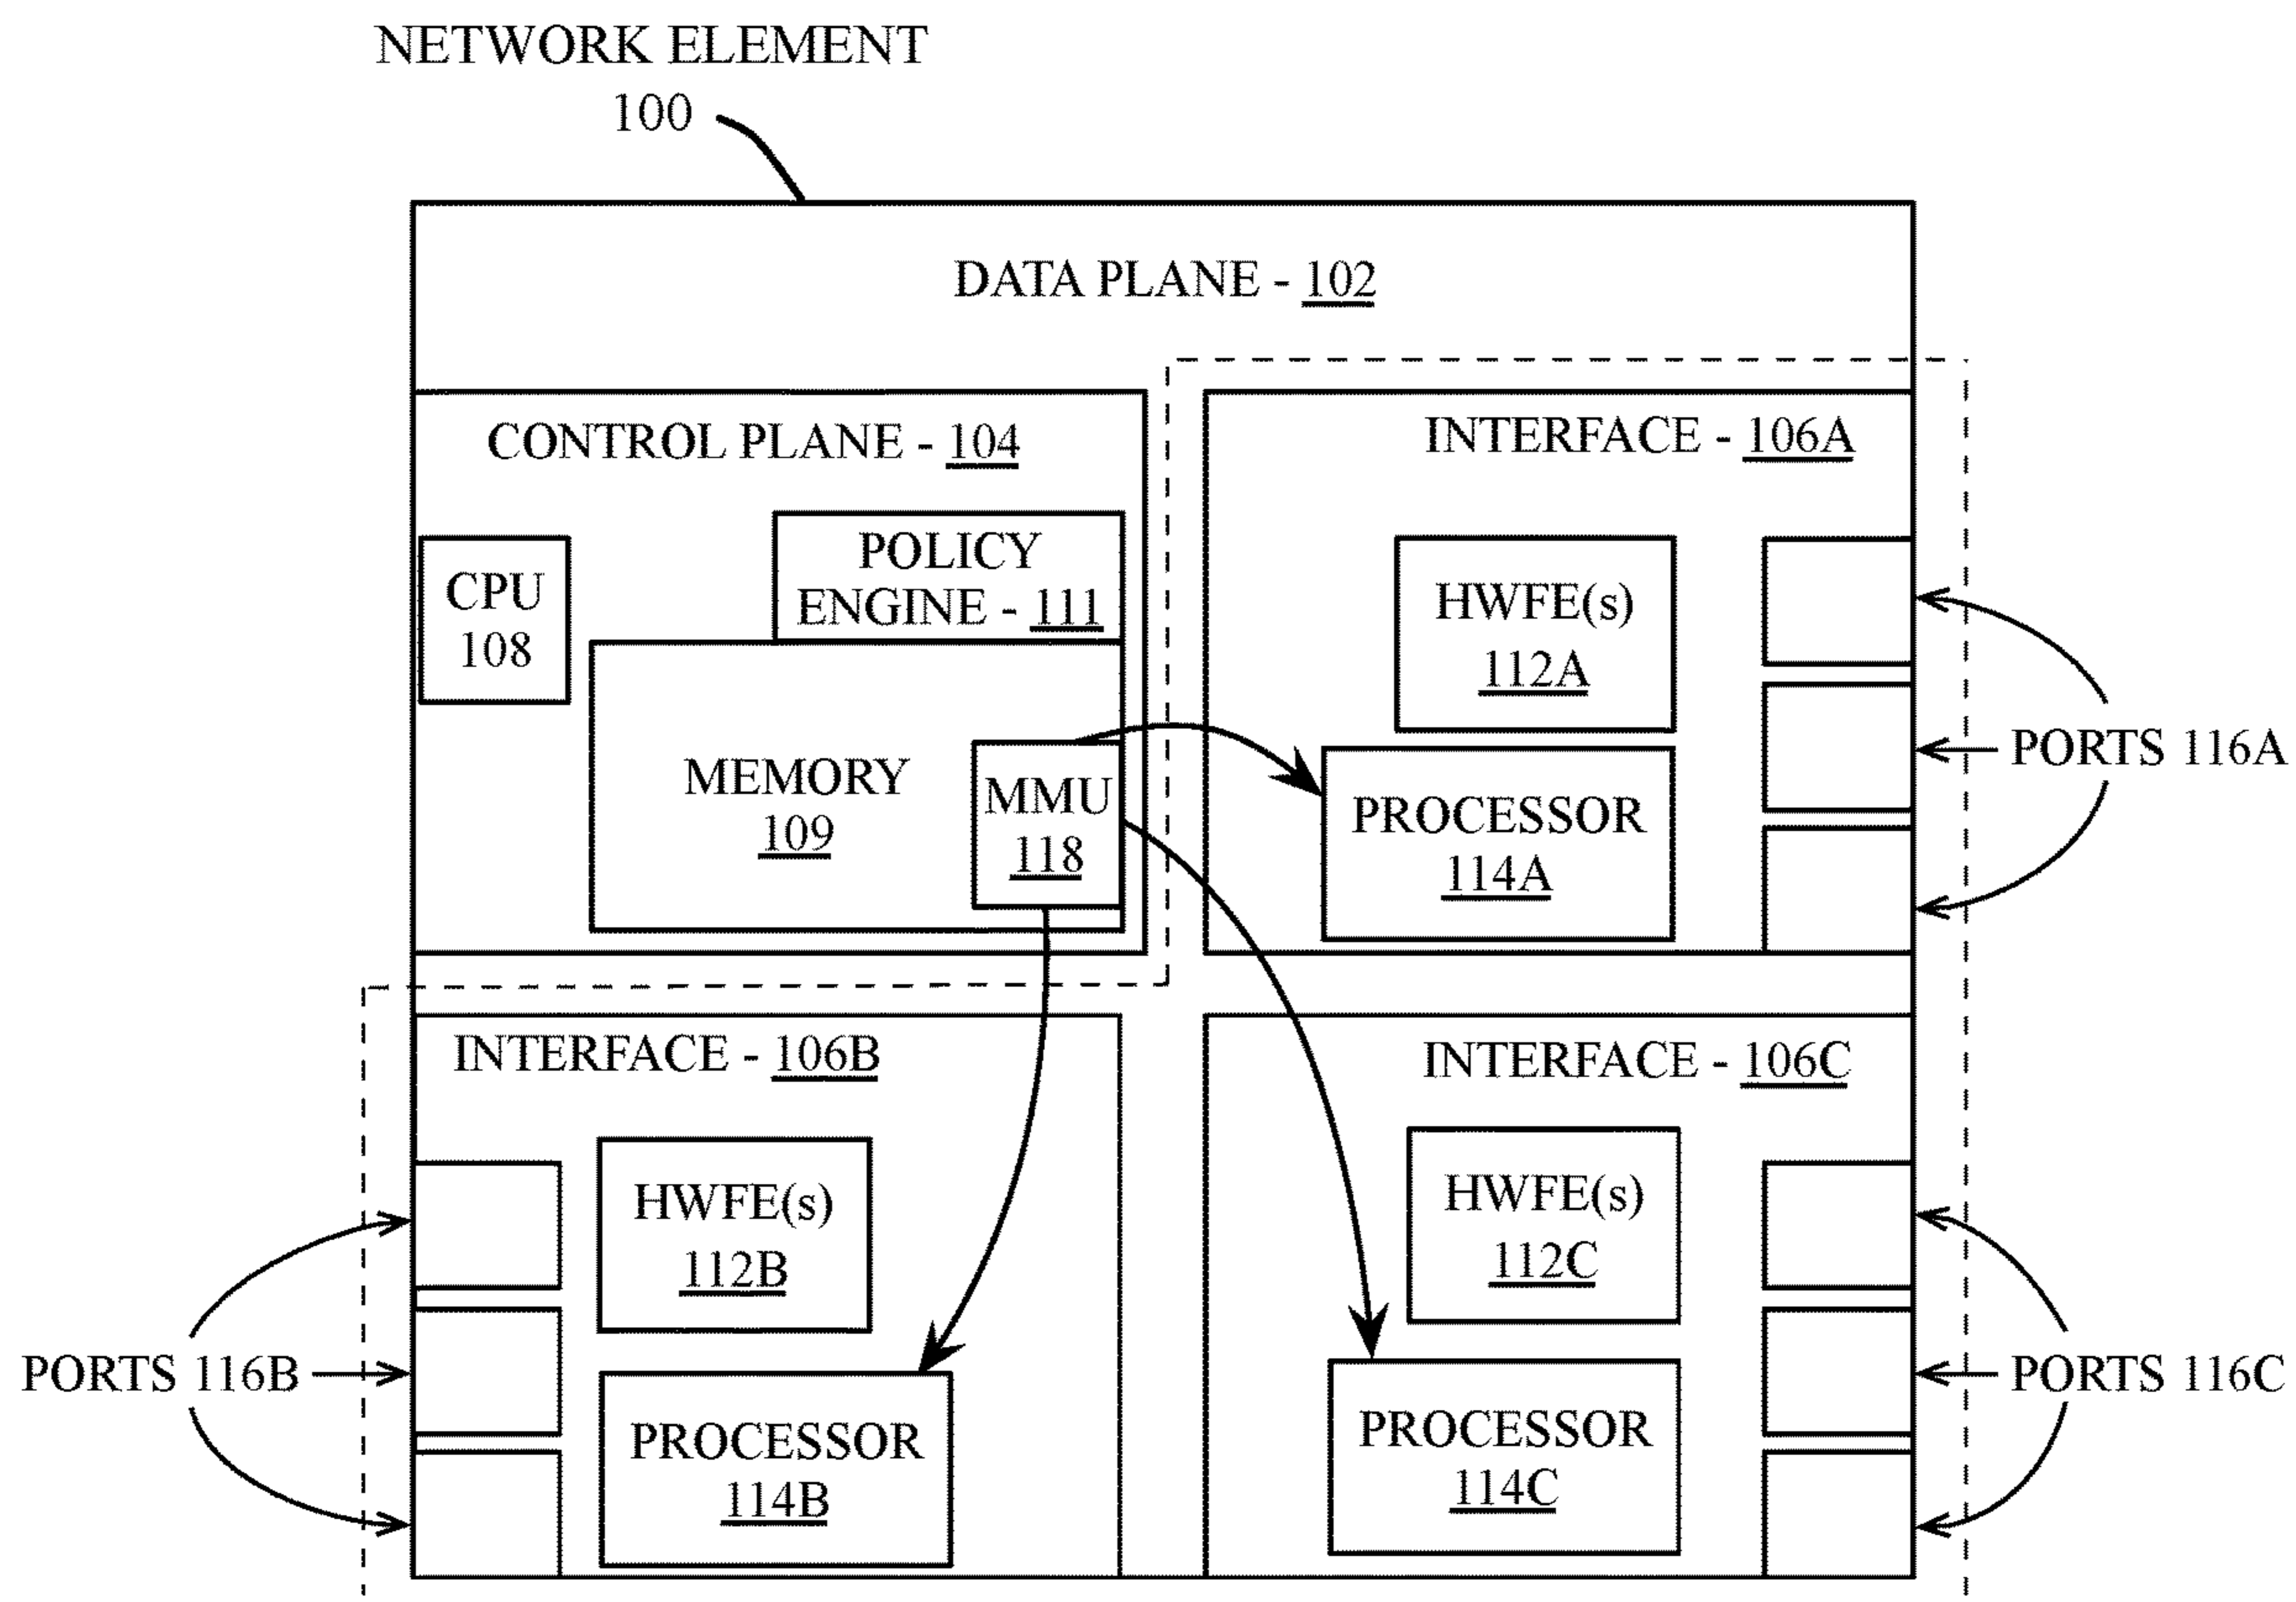 NETWORK ELEMENT
100
DATA PLANE - 102
CONTROL PLANE - 104
CPU
108
POLICY
ENGINE - 111
MEMORY
109
MMU
118
INTERFACE - 106A
HWFE(s)
112A
PROCESSOR
114A
PORTS 116A
INTERFACE - 106B
HWFE(s)
112B
PROCESSOR
114B
PORTS 116B
INTERFACE - 106C
HWFE(s)
112C
PROCESSOR
114C
PORTS 116C